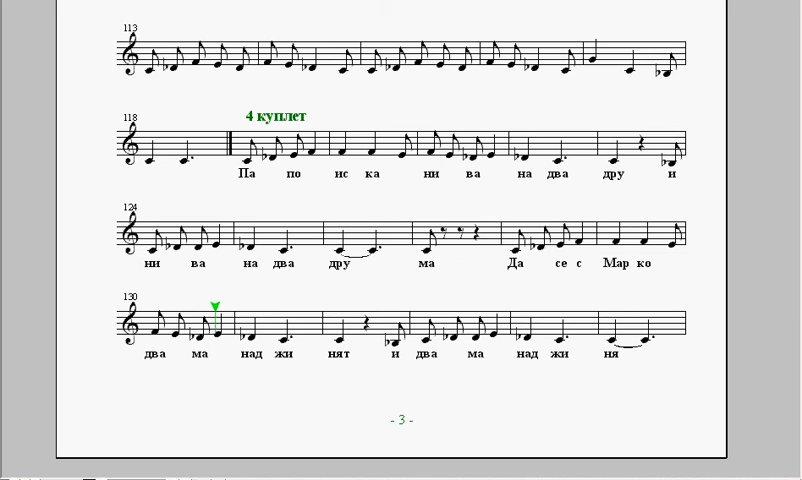 113
118
4 куплет
Па по ис ка ни ва на два дру и
124
ни ва на два дру ма Да се с Мар ко
130
два ма над жи нят и два ма над жи ня
- 3 -